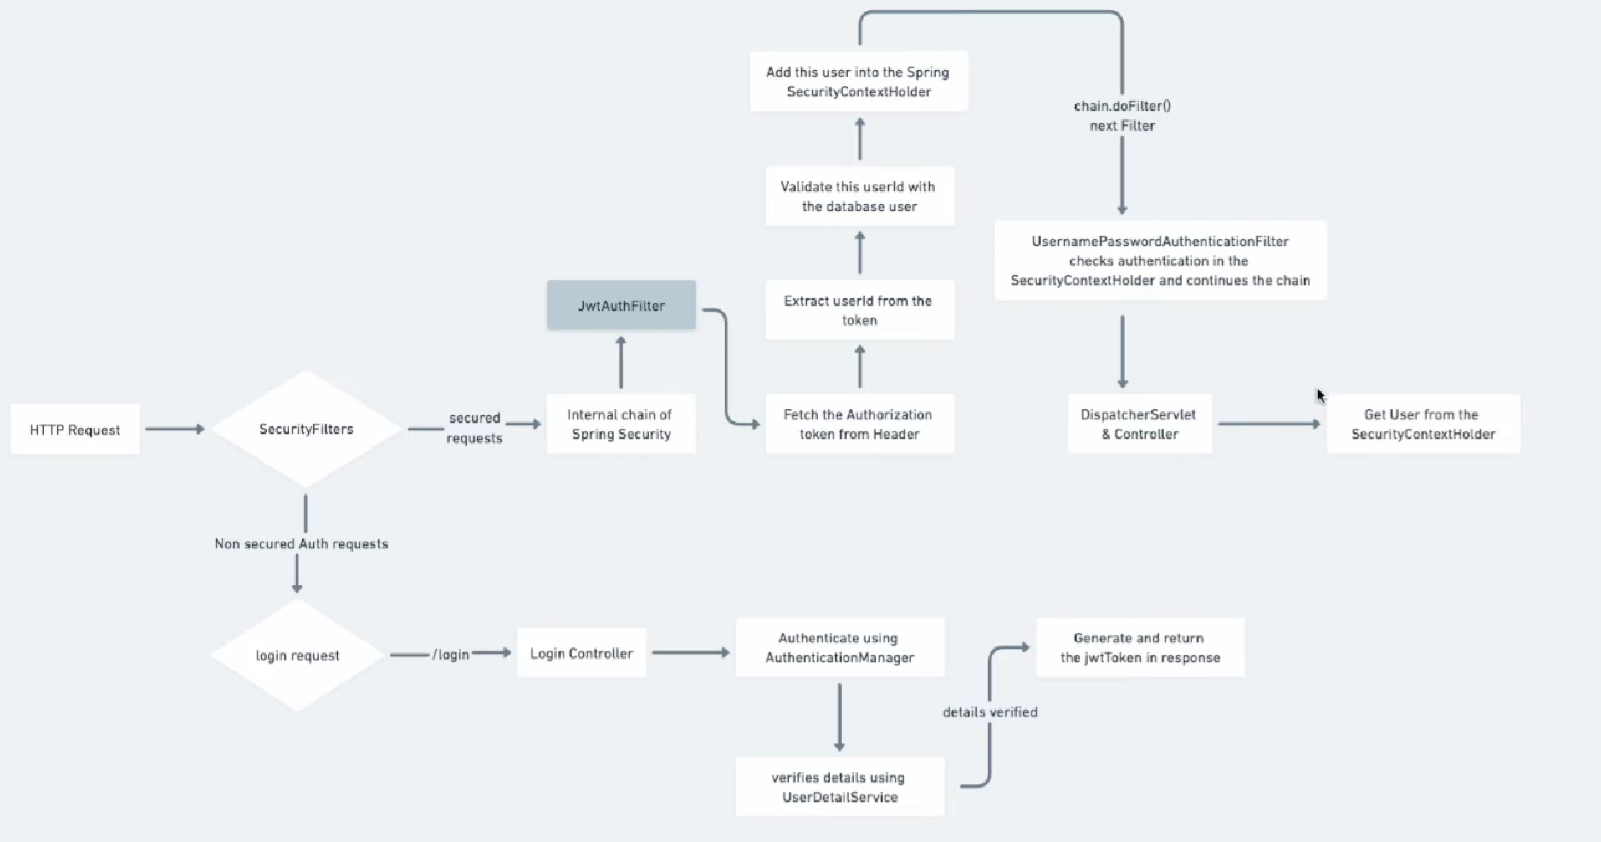 HTTP Request
SecurityFilters
secured
requests
Internal chain of
Spring Security
JwtAuthFilter
Fetch the Authorization
token from Header
Extract userId from the
token
Validate this userId with
the database user
Add this user into the Spring
SecurityContextHolder
chain.doFilter()
next Filter
UsernamePasswordAuthenticationFilter
checks authentication in the
SecurityContextHolder and continues the chain
DispatcherServlet
& Controller
Get User from the
SecurityContextHolder
Non secured Auth requests
login request
/login
Login Controller
Authenticate using
AuthenticationManager
verifies details using
UserDetailService
details verified
Generate and return
the jwtToken in response